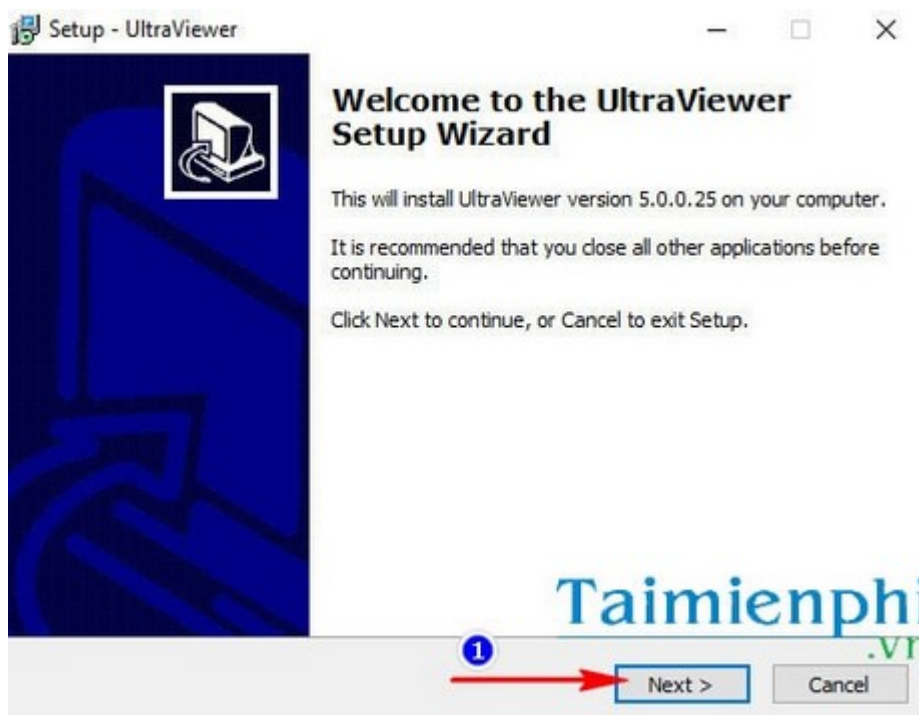 Setup - UltraViewer
Welcome to the UltraViewer
Setup Wizard
This will install UltraViewer version 5.0.0.25 on your computer.
It is recommended that you close all other applications before
continuing.
Click Next to continue, or Cancel to exit Setup.
Taimienphi
.vn
1
Next >
Cancel